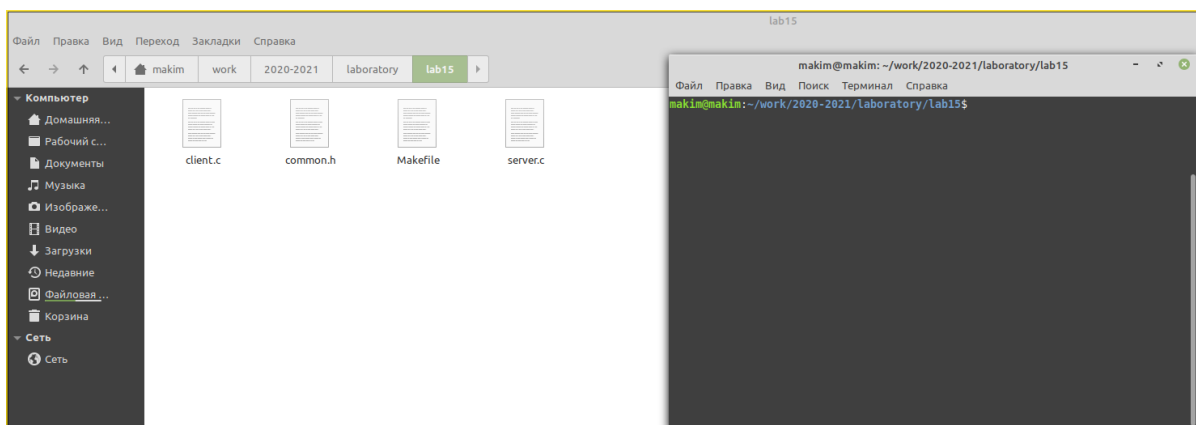 lab15
Файл Правка Вид Переход Закладки Справка
makim work 2020-2021 laboratory lab15
Компьютер
Домашняя...
Рабочий с...
Документы
Музыка
Изображе...
Видео
Загрузки
Недавние
Файловая ...
Корзина
Сеть
Сеть
client.c common.h Makefile server.c
makim@makim: ~/work/2020-2021/laboratory/lab15
Файл Правка Вид Поиск Терминал Справка
makim@makim:~/work/2020-2021/laboratory/lab15$